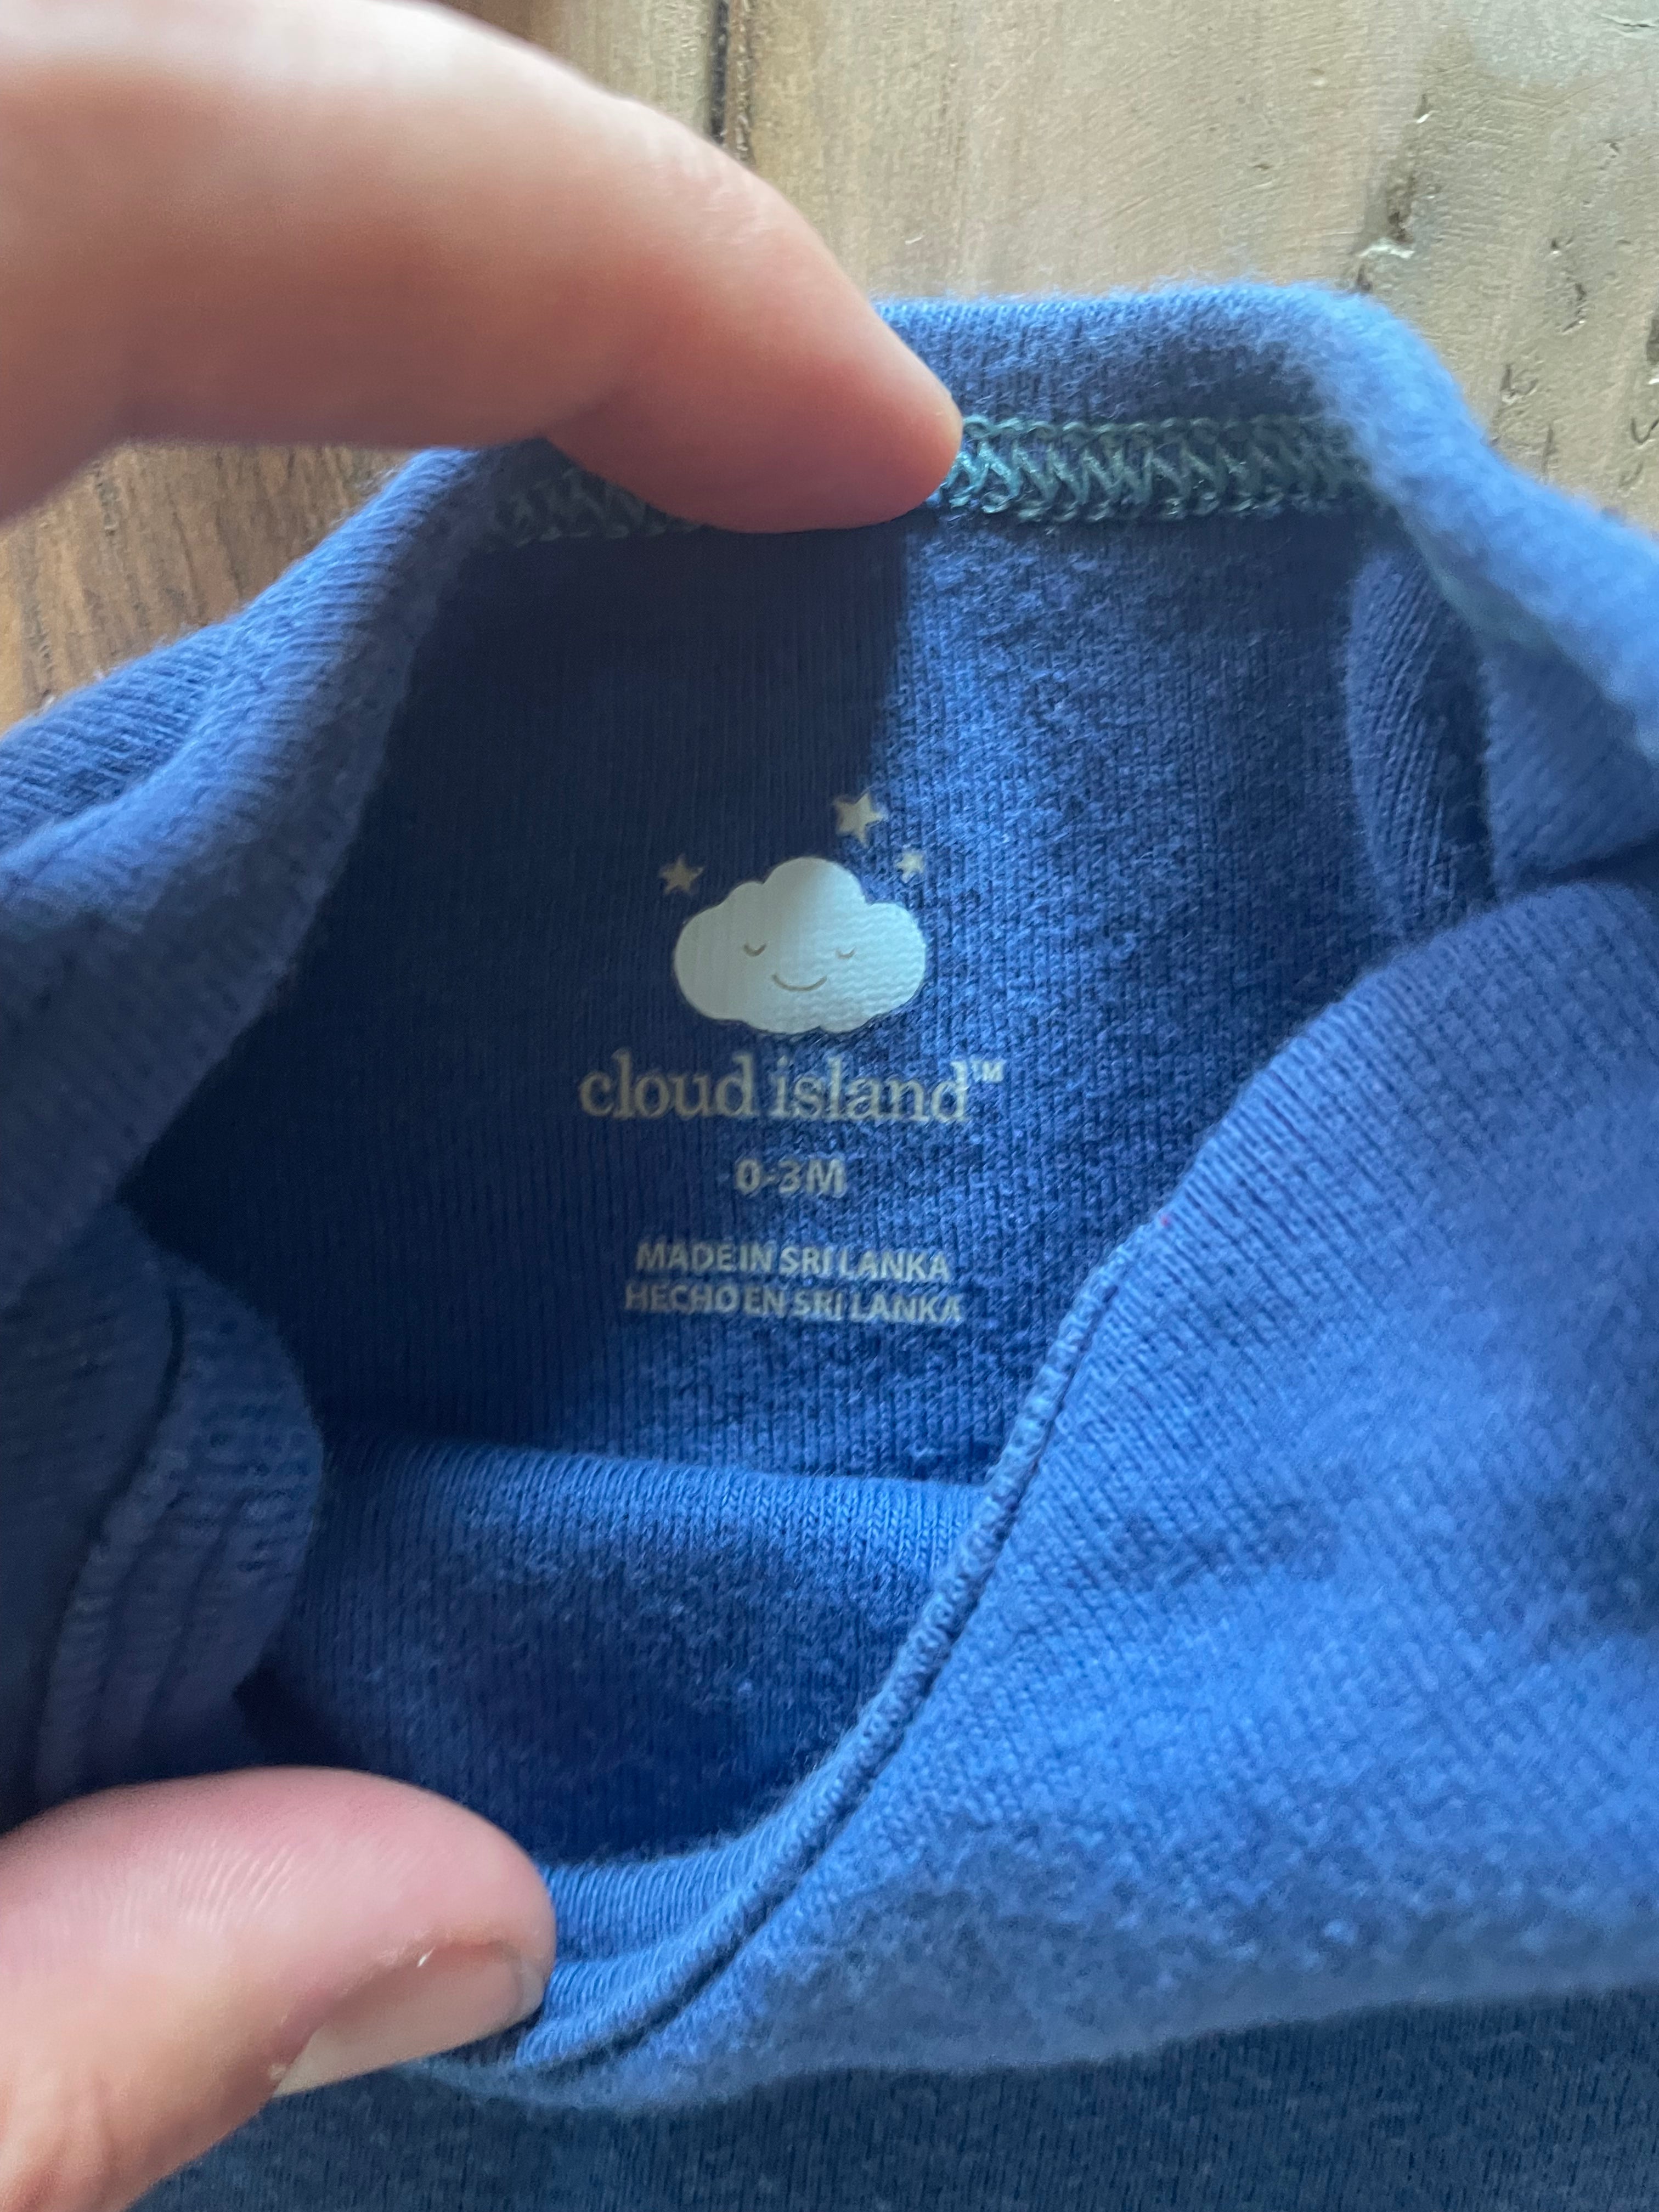 cloud island™
0-3M
MADE IN SRI LANKA
HECHO EN SRI LANKA